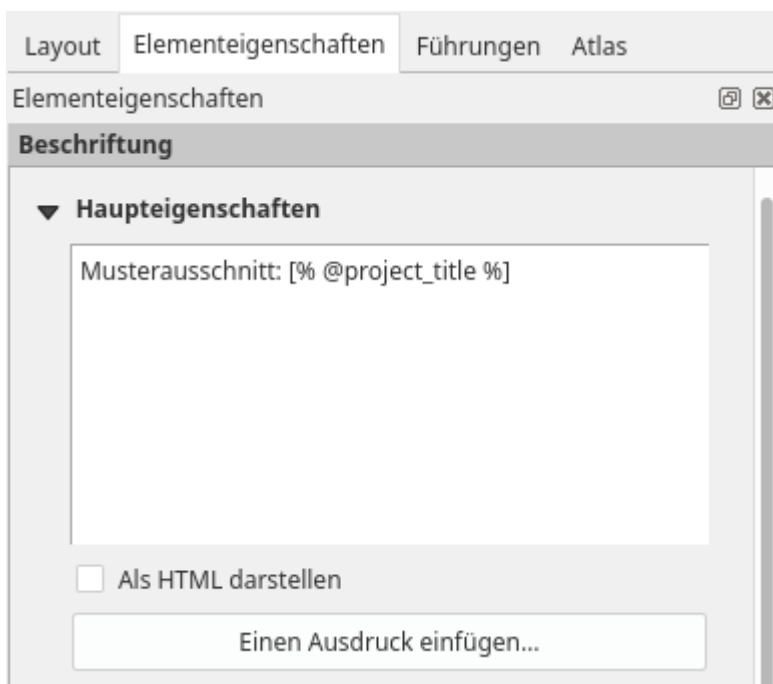 Layout Elementeigenschaften Führungen Atlas
Elementeigenschaften
Beschriftung
Haupteigenschaften
Musterausschnitt: [% @project_title %]
Als HTML darstellen
Einen Ausdruck einfügen...